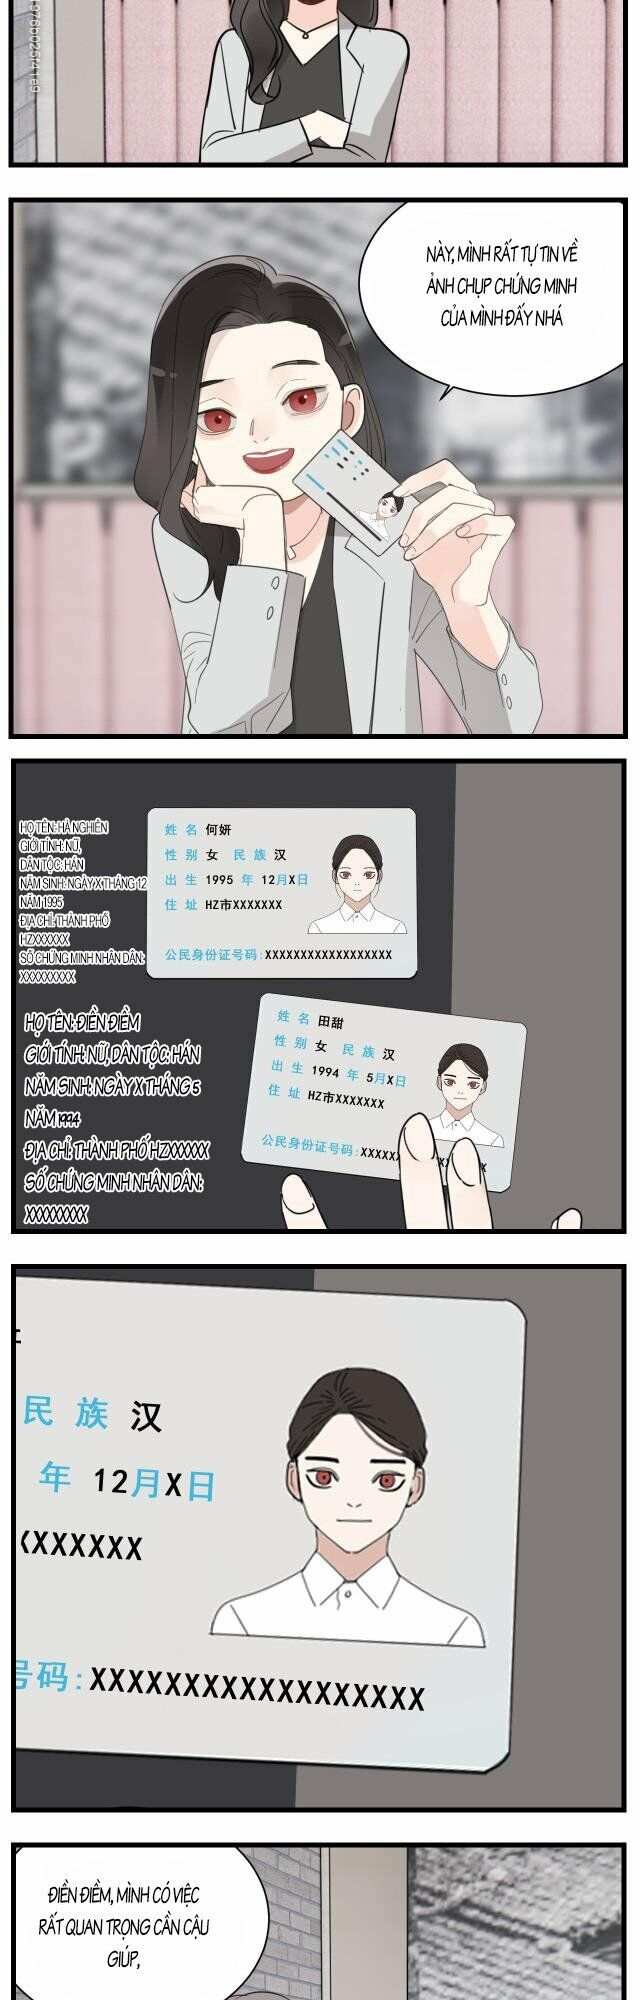 NÀY, MÌNH RẤT TỰ TIN VỀ
ẢNH CHỤP CHỨNG MINH
CỦA MÌNH ĐẤY NHÁ
HỌ TÊN: HÀ NGHIÊN
GIỚI TÍNH: NỮ,
DÂN TỘC: HÁN
NĂM SINH: NGÀY X THÁNG 12
NĂM 1995
ĐỊA CHỈ: THÀNH PHỐ
HZXXXXX
SỐ CHỨNG MINH NHÂN DÂN:
XXXXXXXXX
姓 名 何妍
性 别 女 民 族 汉
出 生 1995 年 12月X日
住 址 HZ市XXXXXXX
公民身份证号码:XXXXXXXXXXXXXXXXXX
HỌ TÊN: ĐIỀN ĐIỀM
GIỚI TÍNH: NỮ, DÂN TỘC: HÁN
NĂM SINH: NGÀY X THÁNG 5
NĂM 1994
ĐỊA CHỈ: THÀNH PHỐ HZXXXXX
SỐ CHỨNG MINH NHÂN DÂN:
XXXXXXXXX
姓 名 田甜
性 别 女 民 族 汉
出 生 1994 年 5月X日
住 址 HZ市XXXXXXX
公民身份证号码:XXXXXX
民 族 汉
年 12月X日
XXXXXX
号码:XXXXXXXXXXXXXXXXXX
ĐIỀN ĐIỀM, MÌNH CÓ VIỆC
RẤT QUAN TRỌNG CẦN CẬU
GIÚP,